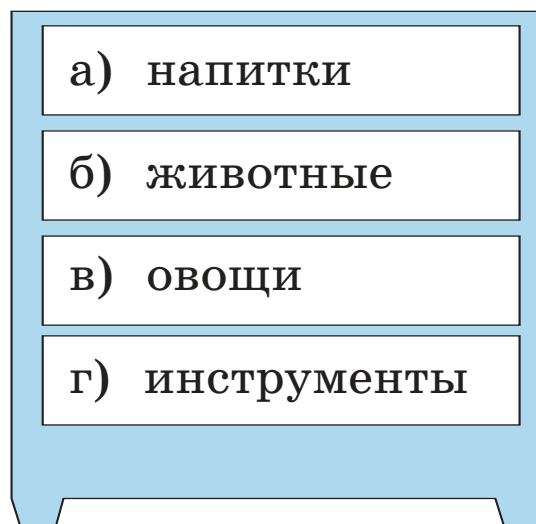 а) напитки
б) животные
в) овощи
г) инструменты